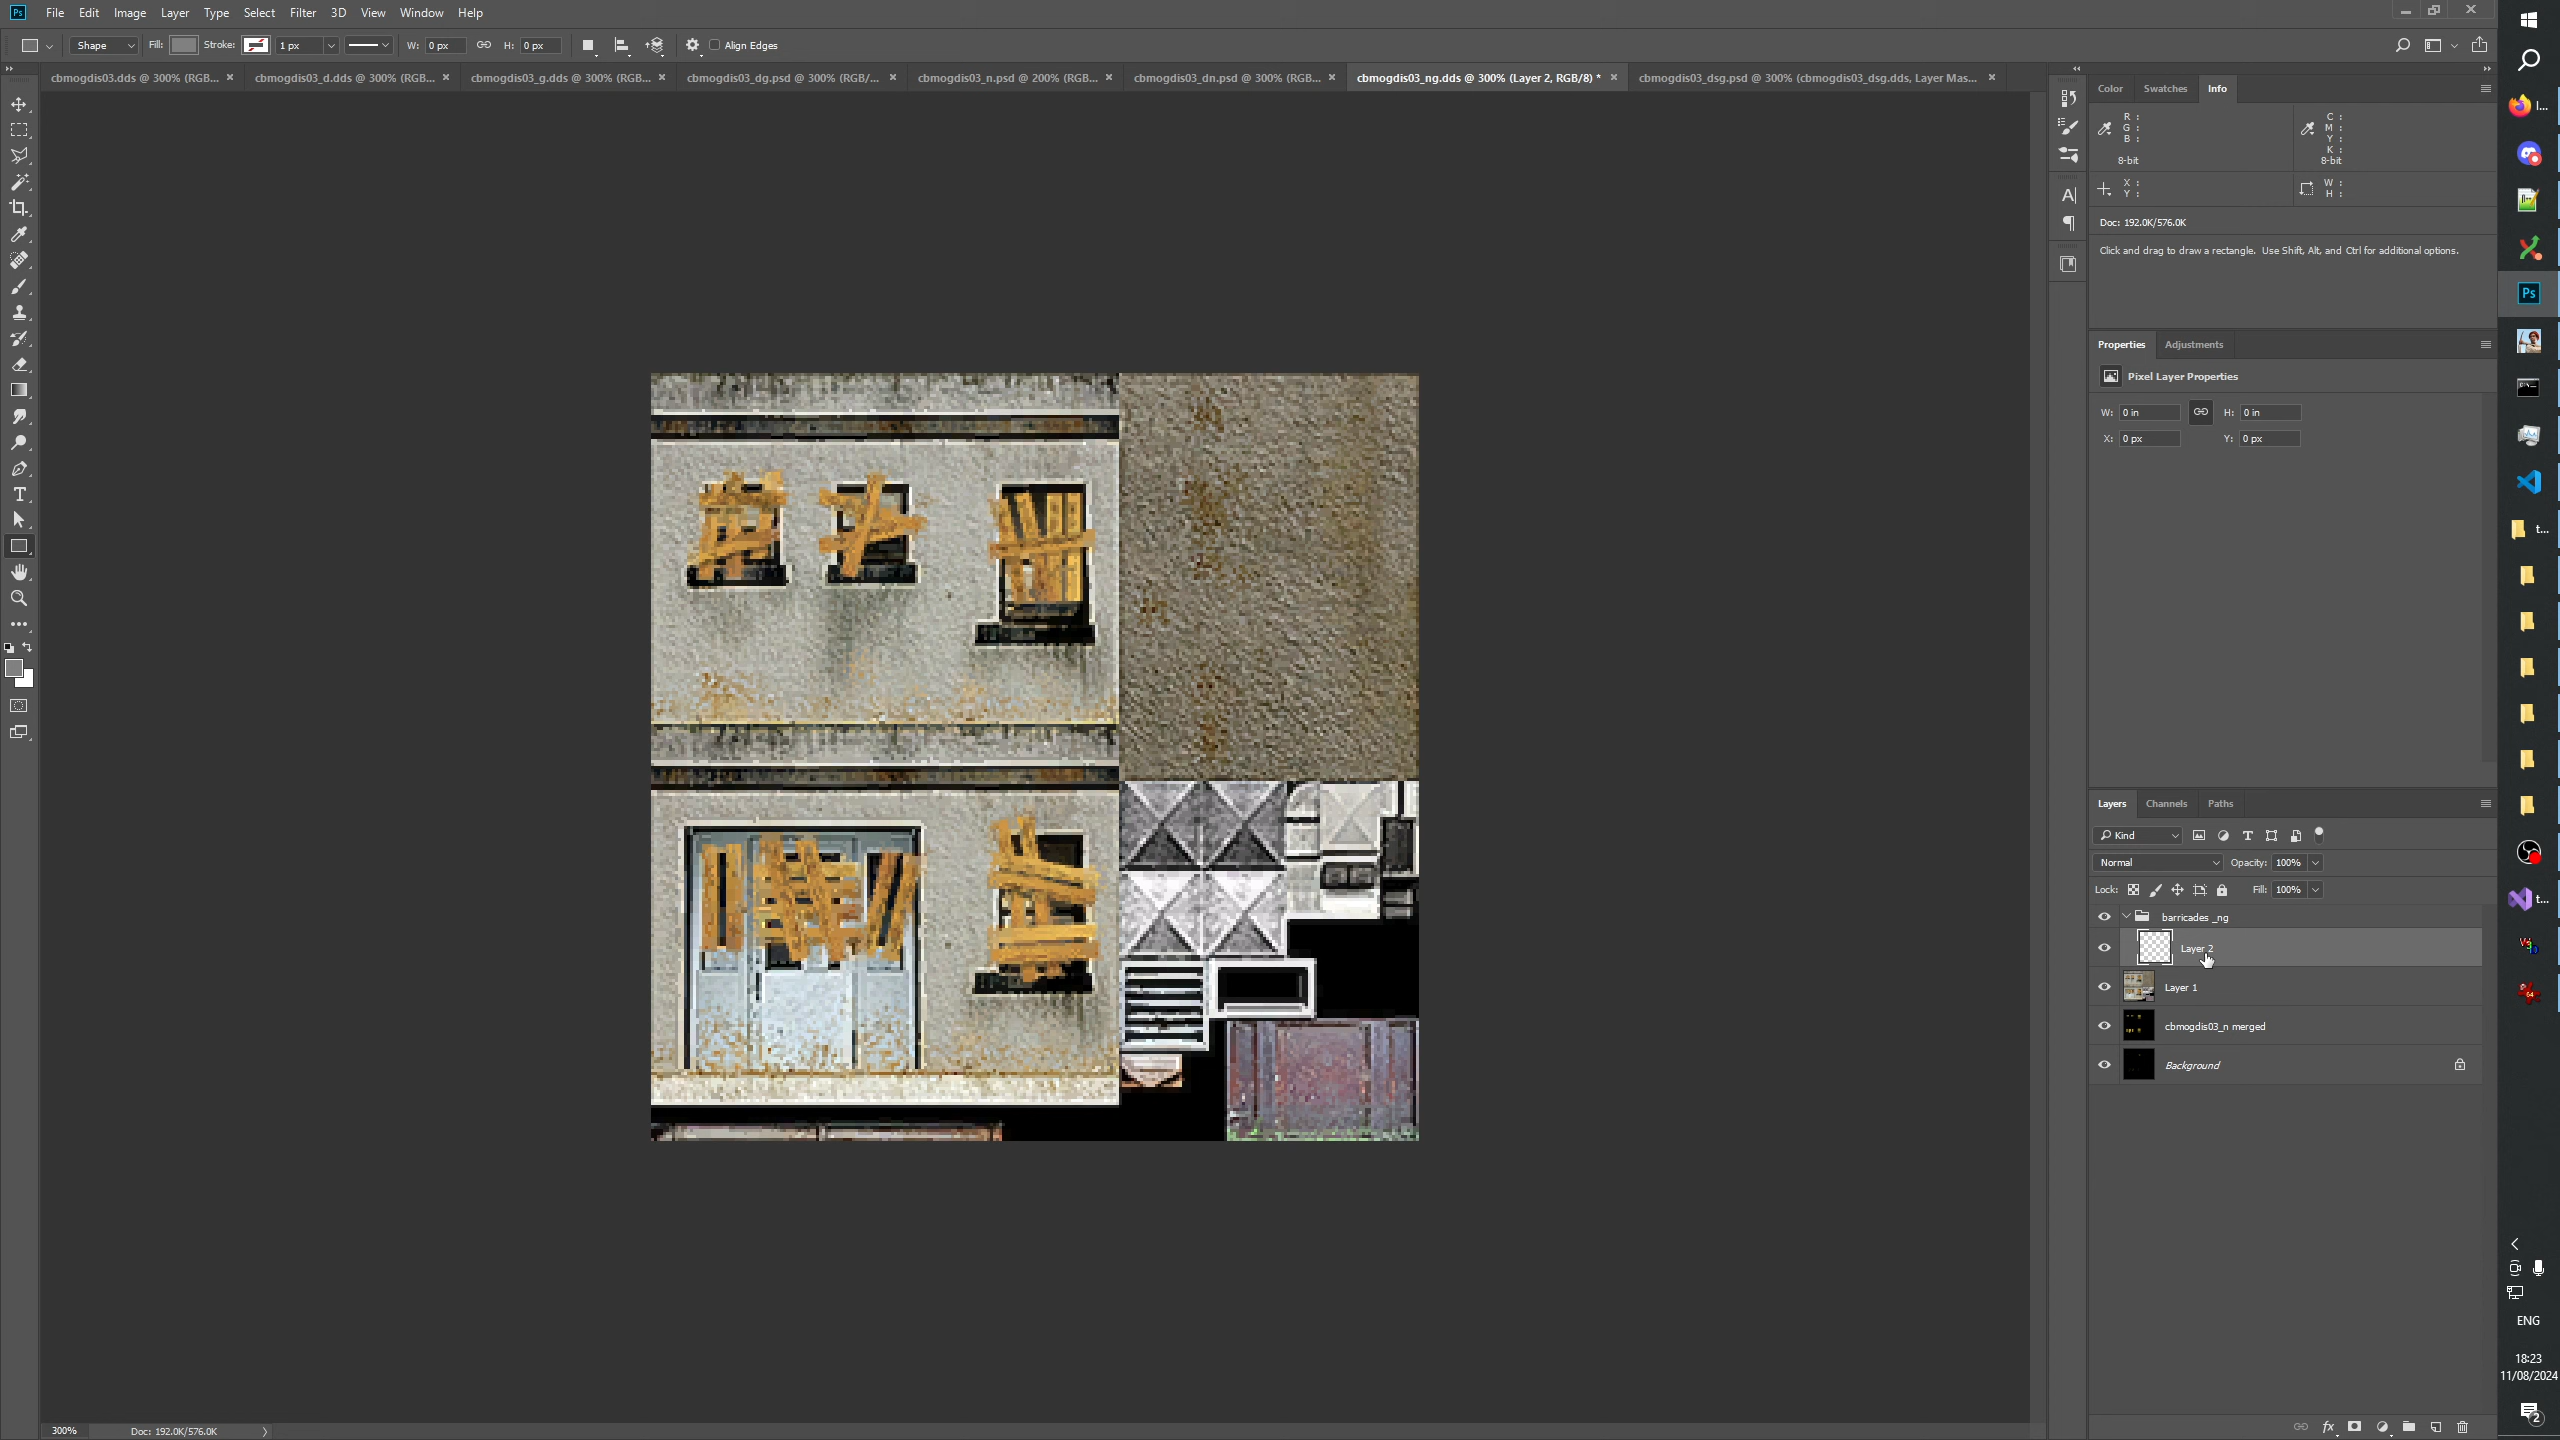 Ps File Edit Image Layer Type Select Filter 3D View Window Help
Shape Fill: Stroke: 1 px W: 0 px H: 0 px Align Edges
cbmogdis03.dds @ 300% (RGB... × cbmogdis03_d.dds @ 300% (RGB... × cbmogdis03_g.dds @ 300% (RGB... × cbmogdis03_dg.psd @ 300% (RGB/... × cbmogdis03_n.psd @ 200% (RGB... × cbmogdis03_dn.psd @ 300% (RGB... × cbmogdis03_ng.dds @ 300% (Layer 2, RGB/8) * × cbmogdis03_dsg.psd @ 300% (cbmogdis03_dsg.dds, Layer Mas... ×
Color Swatches Info
R : C :
G : M :
B : Y :
K :
8-bit 8-bit
X : W :
Y : H :
Doc: 192.0K/576.0K
Click and drag to draw a rectangle. Use Shift, Alt, and Ctrl for additional options.
Properties Adjustments
Pixel Layer Properties
W: 0 in H: 0 in
X: 0 px Y: 0 px
Layers Channels Paths
Kind
Normal Opacity: 100%
Lock: Fill: 100%
barricades _ng
Layer 2
Layer 1
cbmogdis03_n merged
Background
300% Doc: 192.0K/576.0K
I...
Ps
t...
t...
ENG
18:23
11/08/2024
2